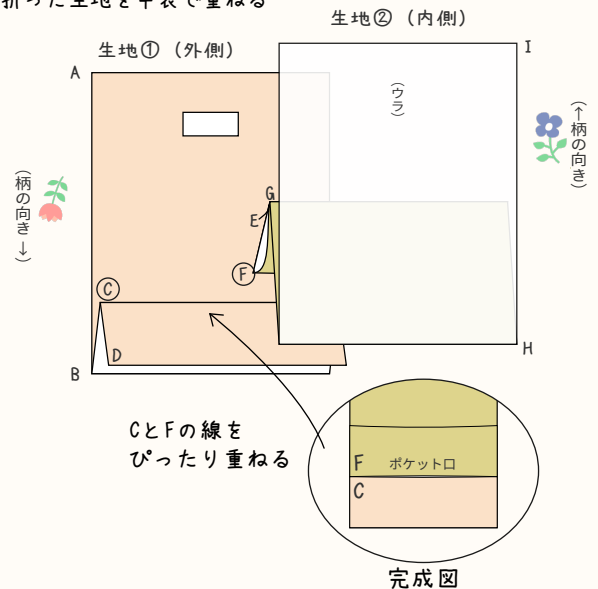 折った生地を中表で重ねる
生地② (内側)
生地① (外側)
A
I
(ウラ)
(↑柄の向き)
(柄の向き→)
G
E
F
C
D
B
H
CとFの線を
ぴったり重ねる
F ポケット口
C
完成図